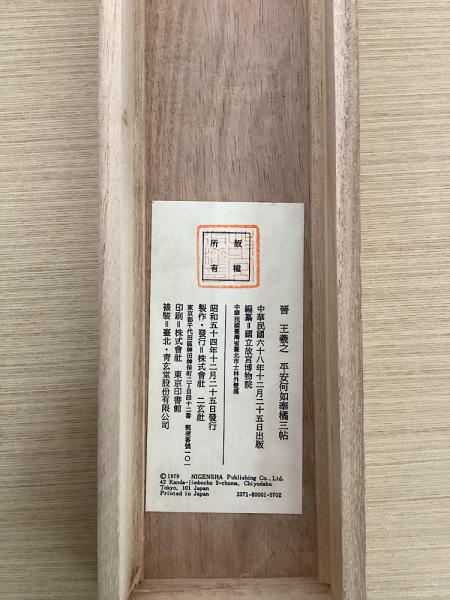 版權
所有
晉　王羲之　平安何如奉橘三帖
中華民國六十八年十二月二十五日出版
編纂＝國立故宮博物院
中華民國臺灣省臺北市士林外雙溪
昭和五十四年十二月二十五日發行
製作・發行＝株式會社　二玄社
東京都千代田區神田神保町二丁目四十二番　郵便番號一〇一
印刷＝株式會社　東京印書館
裱裝＝臺北・青玄堂股份有限公司
©1979 NIGENSHA Publishing Co., Ltd.
42 Kanda-jimbocho 2-chome, Chiyodaku
Tokyo, 101 Japan
Printed in Japan 3371-80001-5702